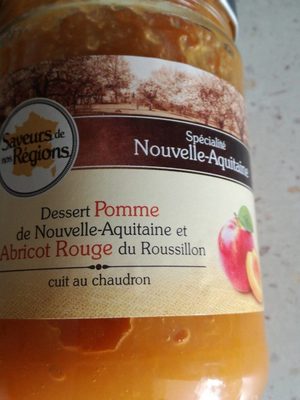 Saveurs de
nos Régions
Spécialité
Nouvelle-Aquitaine
Dessert Pomme
de Nouvelle-Aquitaine et
Abricot Rouge du Roussillon
cuit au chaudron